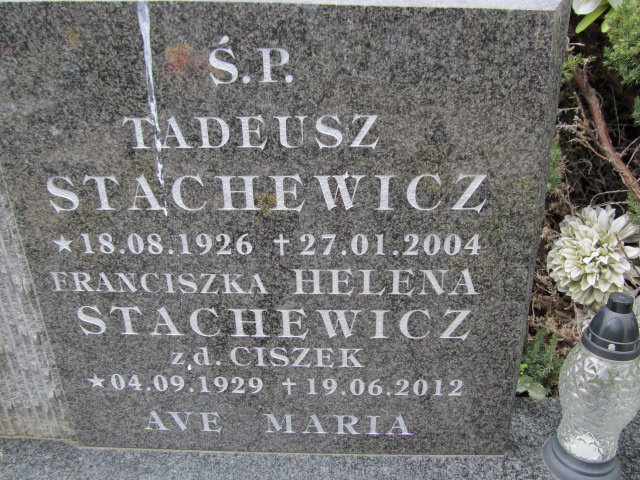 Ś.P.
TADEUSZ
STACHEWICZ
★18.08.1926 ✝27.01.2004
FRANCISZKA HELENA
STACHEWICZ
z.d. CISZEK
★04.09.1929 ✝19.06.2012
AVE MARIA